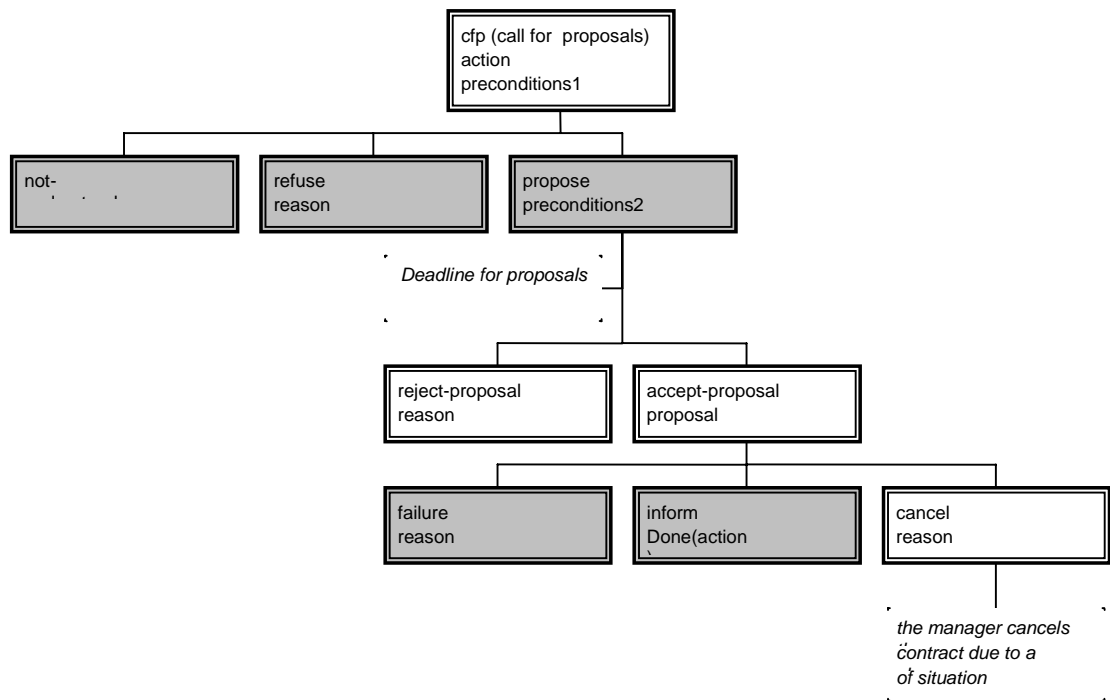 cfp (call for proposals)
action
preconditions1
not-
refuse
reason
propose
preconditions2
Deadline for proposals
reject-proposal
reason
accept-proposal
proposal
failure
reason
inform
Done(action
cancel
reason
the manager cancels
contract due to a
of situation